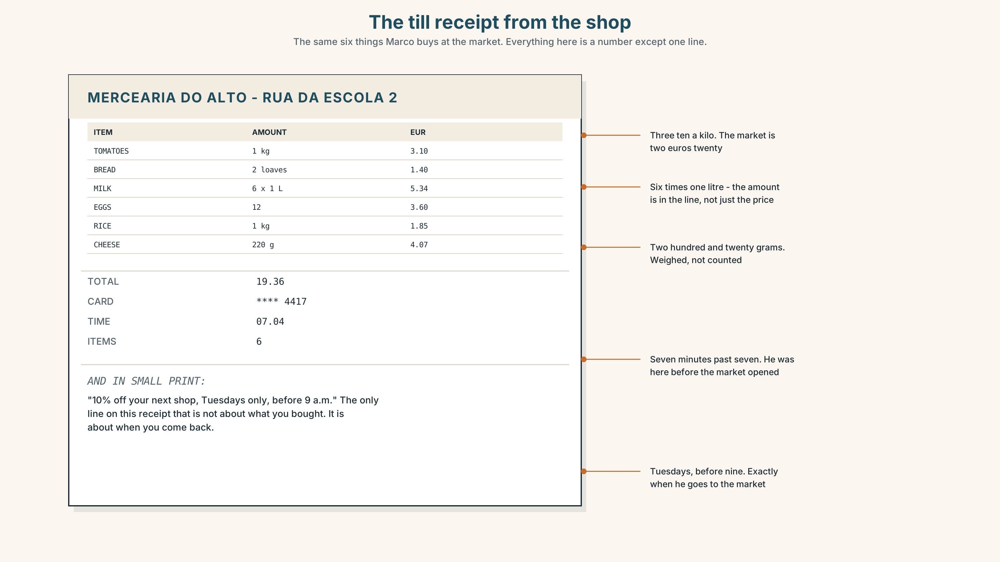 The till receipt from the shop
The same six things Marco buys at the market. Everything here is a number except one line.
MERCEARIA DO ALTO - RUA DA ESCOLA 2
ITEM AMOUNT EUR
TOMATOES 1 kg 3.10
BREAD 2 loaves 1.40
MILK 6 x 1 L 5.34
EGGS 12 3.60
RICE 1 kg 1.85
CHEESE 220 g 4.07
TOTAL 19.36
CARD **** 4417
TIME 07.04
ITEMS 6
AND IN SMALL PRINT:
"10% off your next shop, Tuesdays only, before 9 a.m." The only
line on this receipt that is not about what you bought. It is
about when you come back.
Three ten a kilo. The market is
two euros twenty
Six times one litre - the amount
is in the line, not just the price
Two hundred and twenty grams.
Weighed, not counted
Seven minutes past seven. He was
here before the market opened
Tuesdays, before nine. Exactly
when he goes to the market